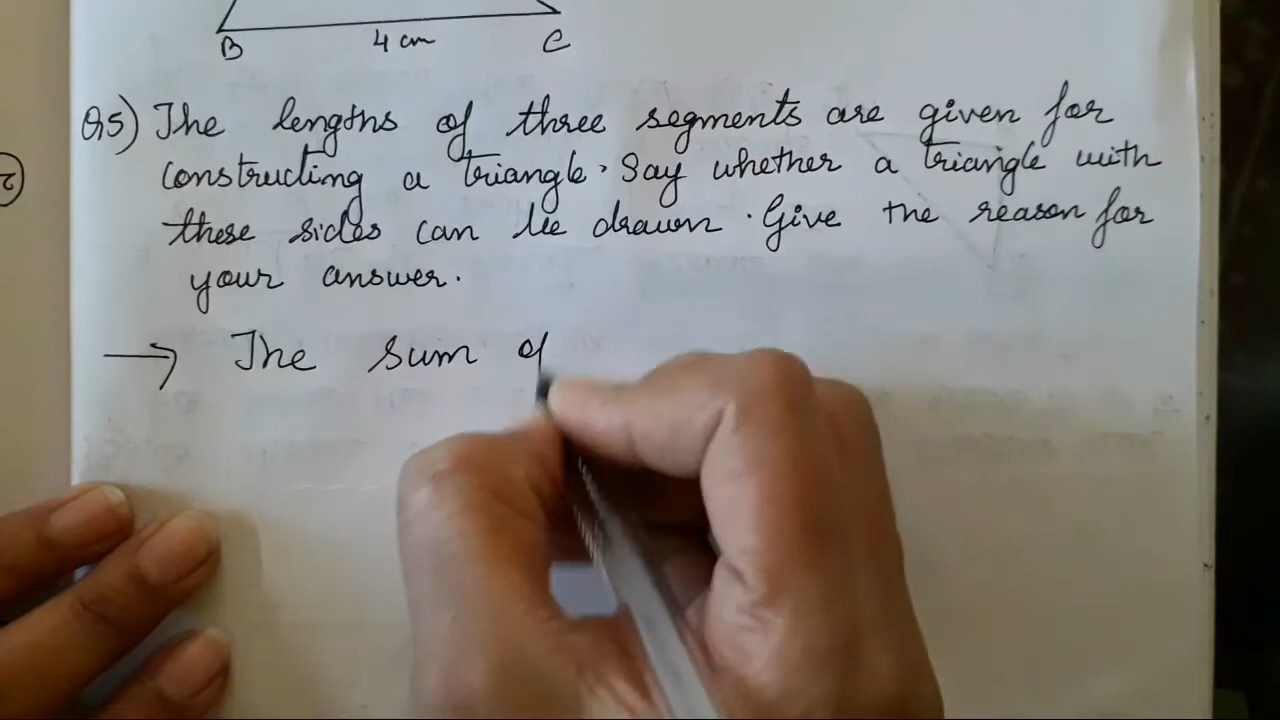 B 4 cm C
Q5) The lengths of three segments are given for
constructing a triangle. Say whether a triangle with
these sides can be drawn. Give the reason for
your answer.
→ The sum of